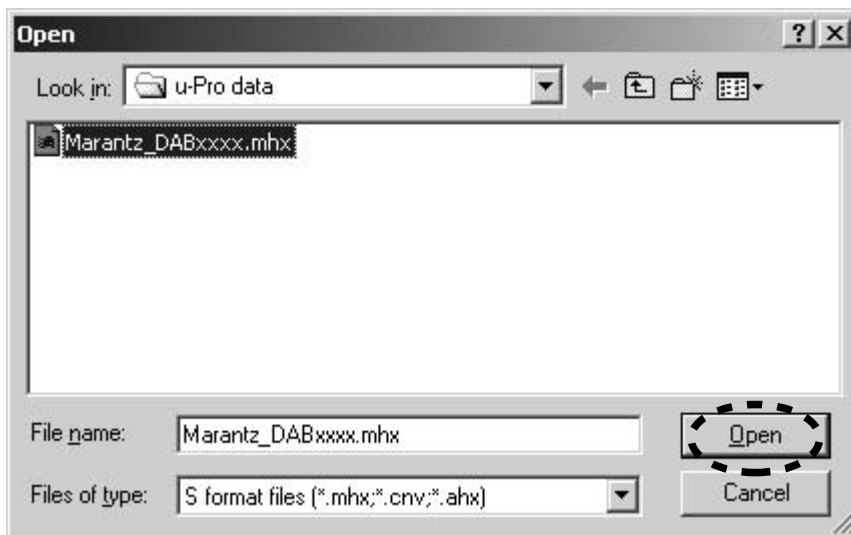 Open
Look in: u-Pro data
Marantz_DABxxxx.mhx
File name: Marantz_DABxxxx.mhx Open
Files of type: S format files (*.mhx;*.cnv;*.ahx) Cancel